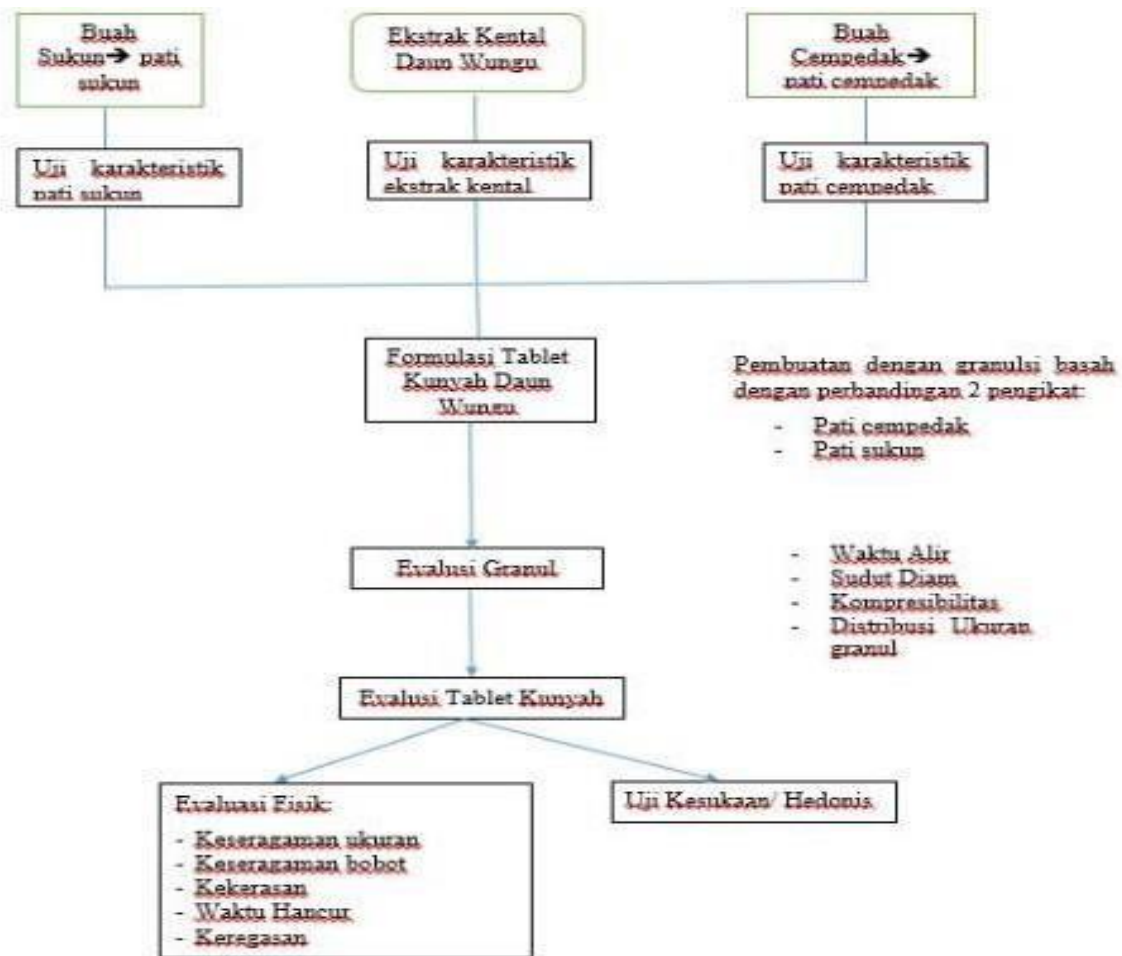 Buah
Sukun➔ pati
sukun
Ekstrak Kental
Daun Wungu
Buah
Cempedak➔
pati cempedak
Uji karakteristik
pati sukun
Uji karakteristik
ekstrak kental
Uji karakteristik
pati cempedak
Formulasi Tablet
Kunyah Daun
Wungu
Pembuatan dengan granulsi basah
dengan perbandingan 2 pengikat:
- Pati cempedak
- Pati sukun
Evalusi Granul
- Waktu Alir
- Sudut Diam
- Kompresibilitas
- Distribusi Ukuran
granul
Evalusi Tablet Kunyah
Evaluasi Fisik:
- Keseragaman ukuran
- Keseragaman bobot
- Kekerasan
- Waktu Hancur
- Keregasan
Uji Kesukaan/ Hedonis